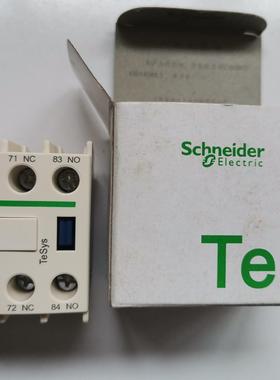 71 NC 83 NO
TeSys
72 NC 84 NO
Schneider
Electric
Te